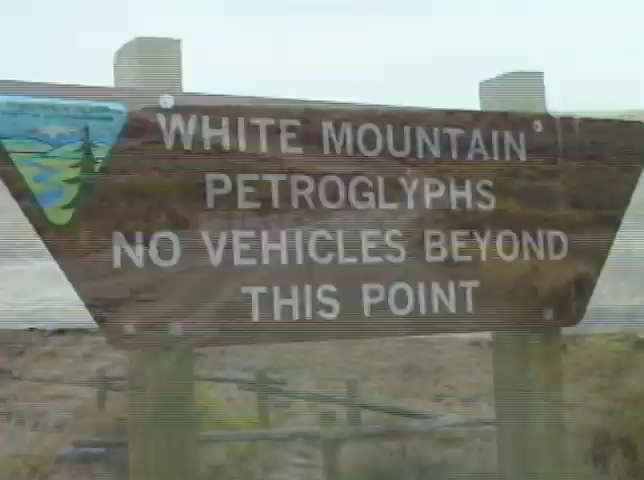 WHITE MOUNTAIN
PETROGLYPHS
NO VEHICLES BEYOND
THIS POINT